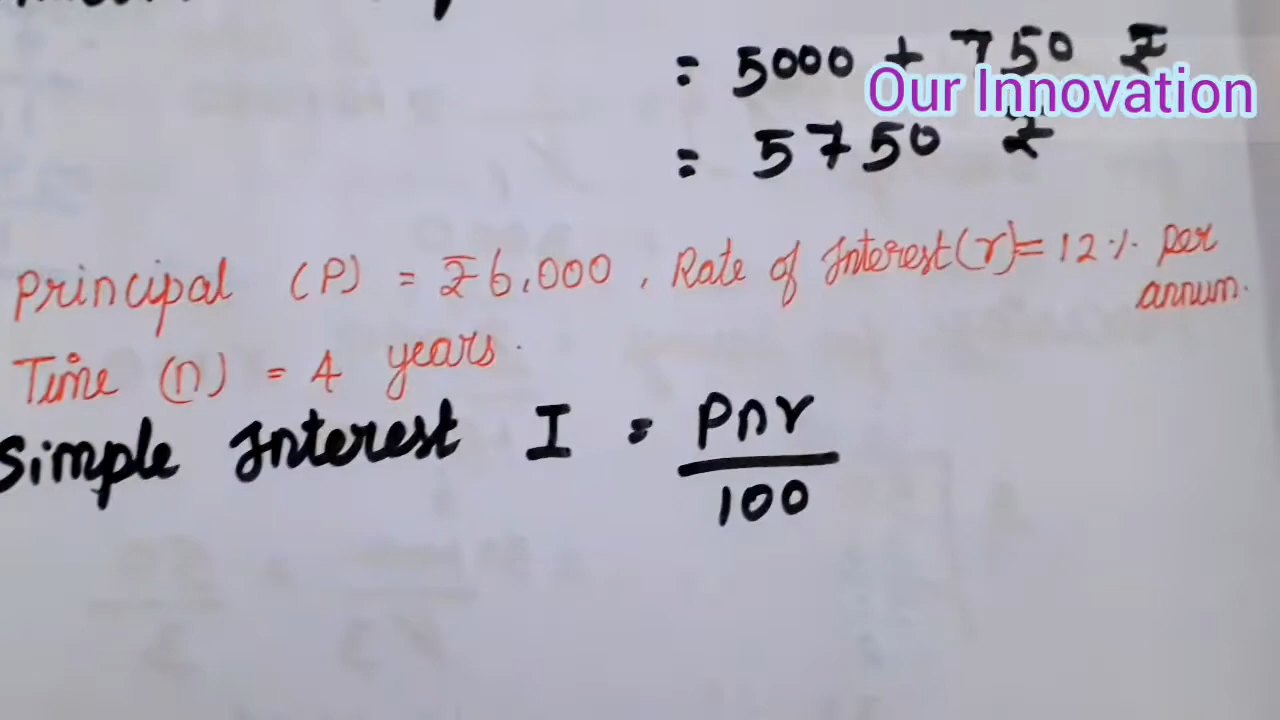 = 5000 + 750 ₹
Our Innovation
= 5750 ₹
Principal (P) = ₹6,000, Rate of Interest (r) = 12% per
annum.
Time (n) = 4 years.
Simple Interest I = Pnr
100